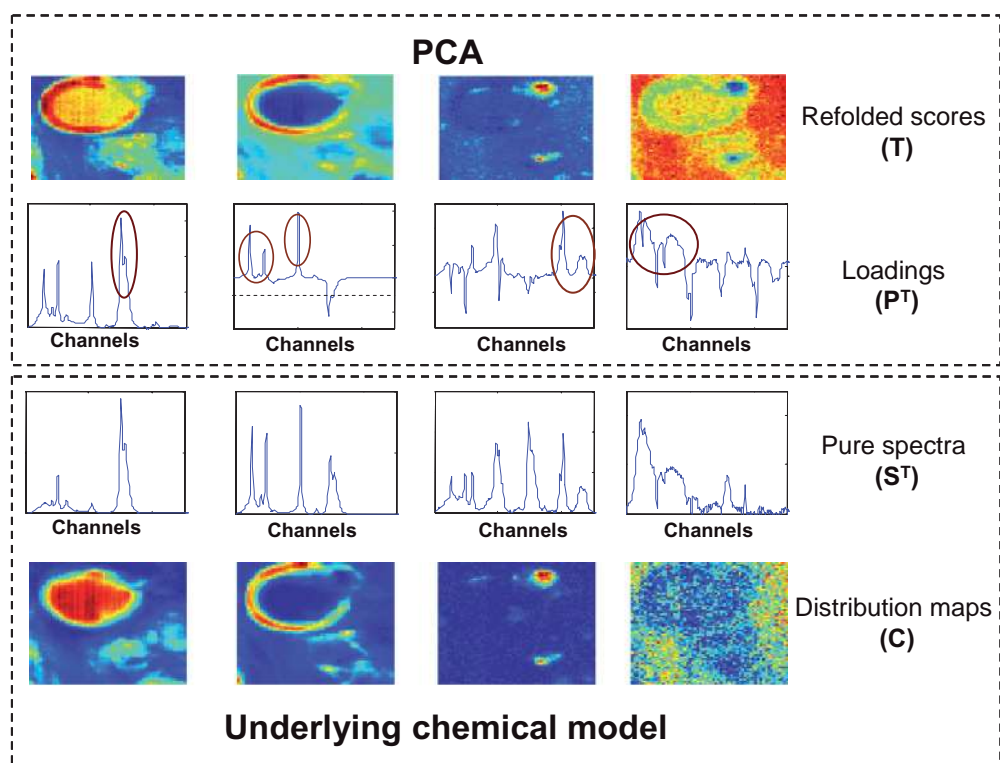 PCA
Refolded scores
(T)
Loadings
(Pᵀ)
Channels Channels Channels Channels
Pure spectra
(Sᵀ)
Channels Channels Channels Channels
Distribution maps
(C)
Underlying chemical model